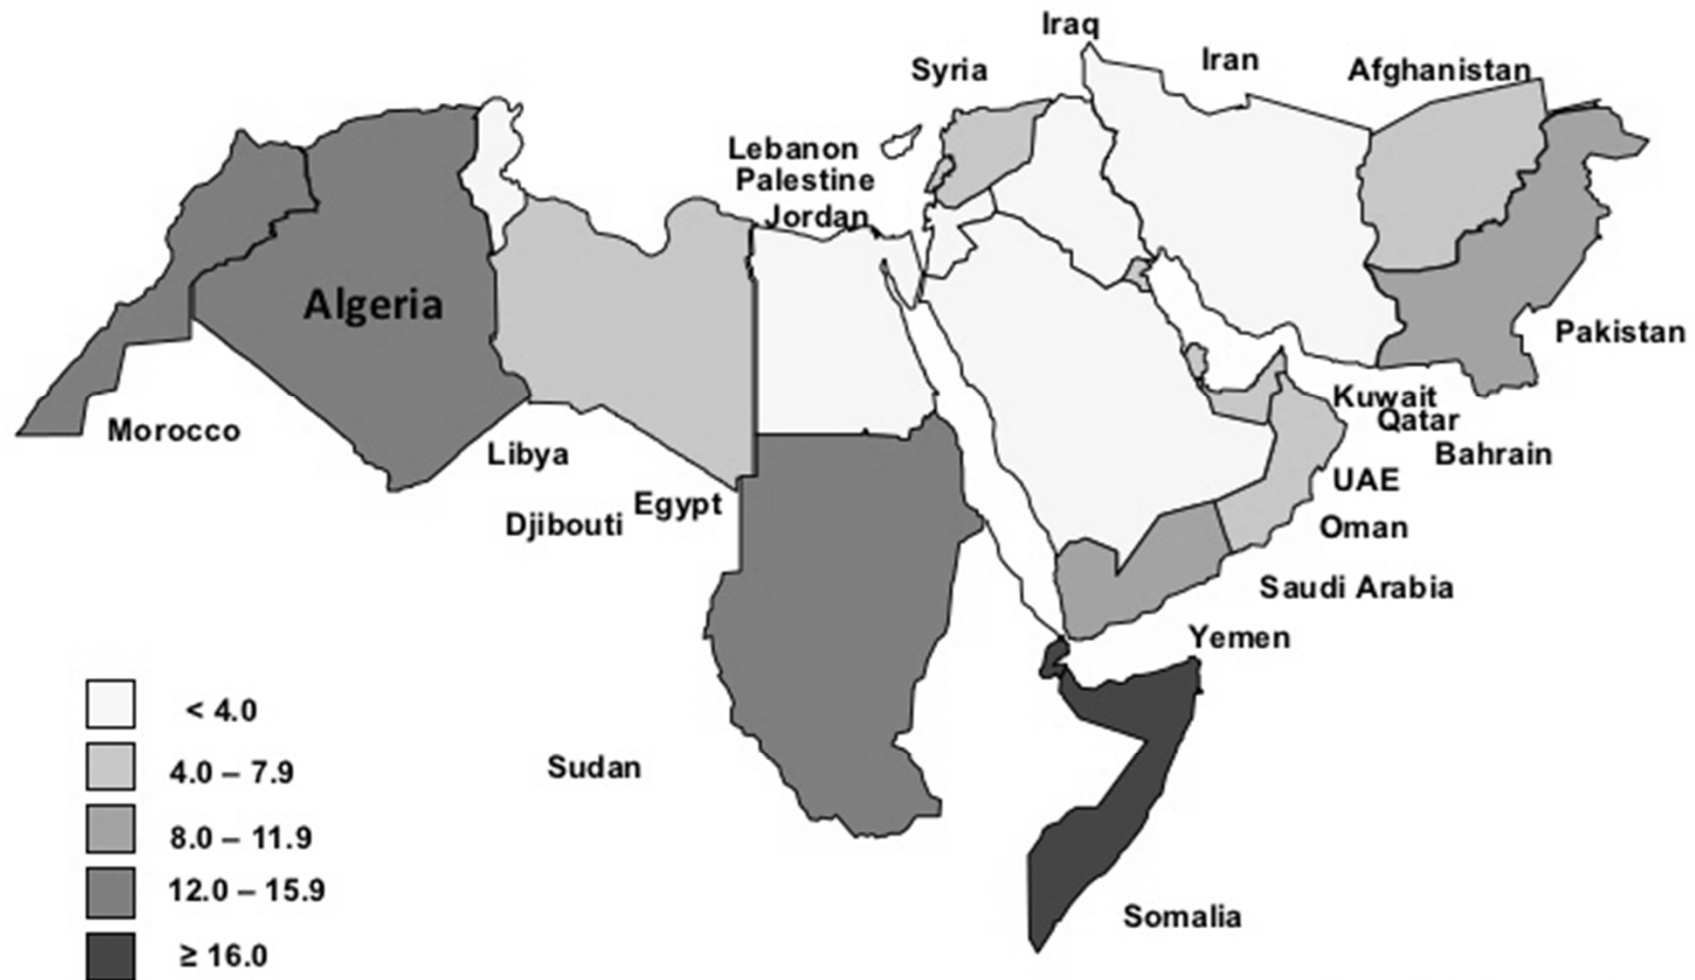 Iraq
Iran
Syria
Afghanistan
Lebanon
Palestine
Jordan
Algeria
Pakistan
Kuwait
Qatar
Morocco
Libya
Bahrain
UAE
Egypt
Djibouti
Oman
Saudi Arabia
Yemen
< 4.0
Sudan
4.0 – 7.9
8.0 – 11.9
12.0 – 15.9
Somalia
≥ 16.0